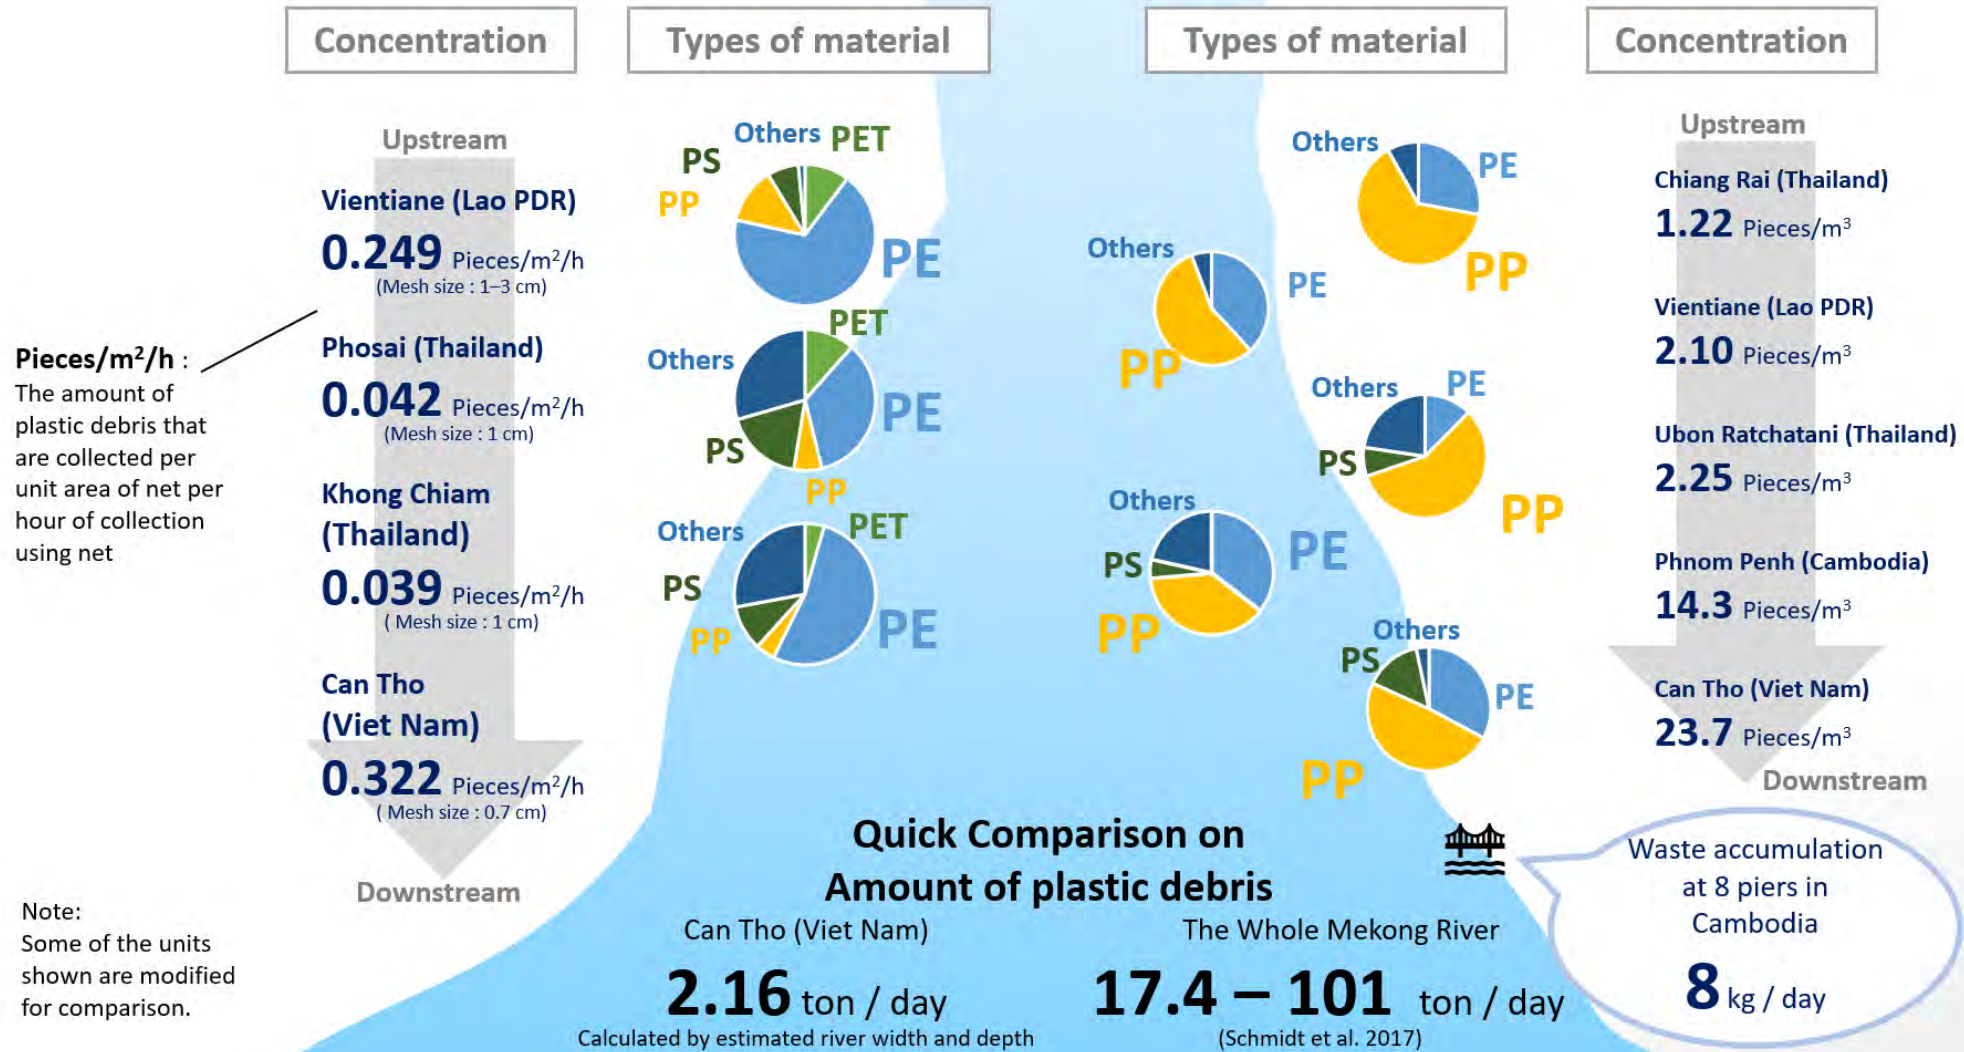 Concentration
Types of material
Types of material
Concentration
Upstream
Vientiane (Lao PDR)
0.249 Pieces/m²/h
(Mesh size : 1–3 cm)
Phosai (Thailand)
0.042 Pieces/m²/h
(Mesh size : 1 cm)
Khong Chiam
(Thailand)
0.039 Pieces/m²/h
( Mesh size : 1 cm)
Can Tho
(Viet Nam)
0.322 Pieces/m²/h
( Mesh size : 0.7 cm)
Downstream
Pieces/m²/h :
The amount of
plastic debris that
are collected per
unit area of net per
hour of collection
using net
Note:
Some of the units
shown are modified
for comparison.
Others PET
PS
PP
PE
PET
Others
PE
PS
PP
Others
PET
PS
PP
PE
Others
PE
PP
Others
PE
PP
Others
PE
PS
PP
Others
PE
PS
PP
Others
PS
PE
PP
Upstream
Chiang Rai (Thailand)
1.22 Pieces/m³
Vientiane (Lao PDR)
2.10 Pieces/m³
Ubon Ratchatani (Thailand)
2.25 Pieces/m³
Phnom Penh (Cambodia)
14.3 Pieces/m³
Can Tho (Viet Nam)
23.7 Pieces/m³
Downstream
Quick Comparison on
Amount of plastic debris
Can Tho (Viet Nam)
2.16 ton / day
Calculated by estimated river width and depth
The Whole Mekong River
17.4 – 101 ton / day
(Schmidt et al. 2017)
Waste accumulation
at 8 piers in
Cambodia
8 kg / day